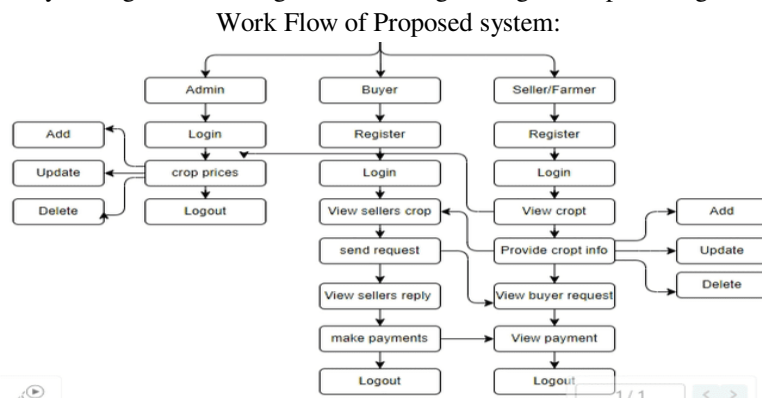 Work Flow of Proposed system:
Admin
Buyer
Seller/Farmer
Add
Login
Register
Register
Update
crop prices
Login
Login
Delete
Logout
View sellers crop
View cropt
Add
send request
Provide cropt info
Update
Delete
View sellers reply
View buyer request
make payments
View payment
Logout
Logout
1/1